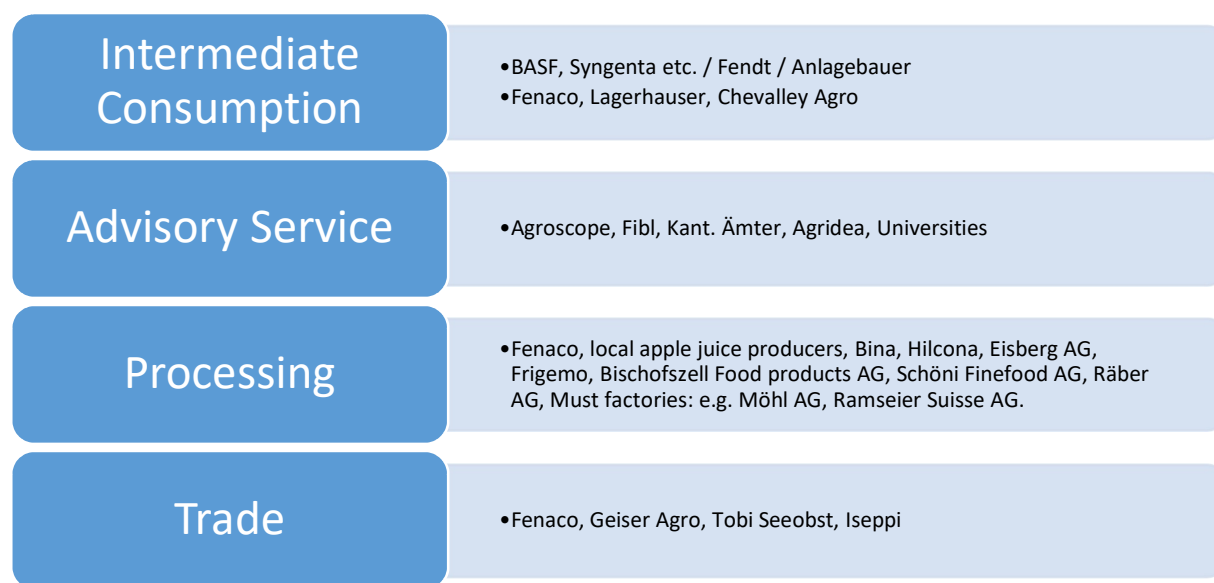 Intermediate
Consumption
•BASF, Syngenta etc. / Fendt / Anlagebauer
•Fenaco, Lagerhauser, Chevalley Agro
Advisory Service
•Agroscope, Fibl, Kant. Ämter, Agridea, Universities
Processing
•Fenaco, local apple juice producers, Bina, Hilcona, Eisberg AG,
Frigemo, Bischofszell Food products AG, Schöni Finefood AG, Räber
AG, Must factories: e.g. Möhl AG, Ramseier Suisse AG.
Trade
•Fenaco, Geiser Agro, Tobi Seeobst, Iseppi